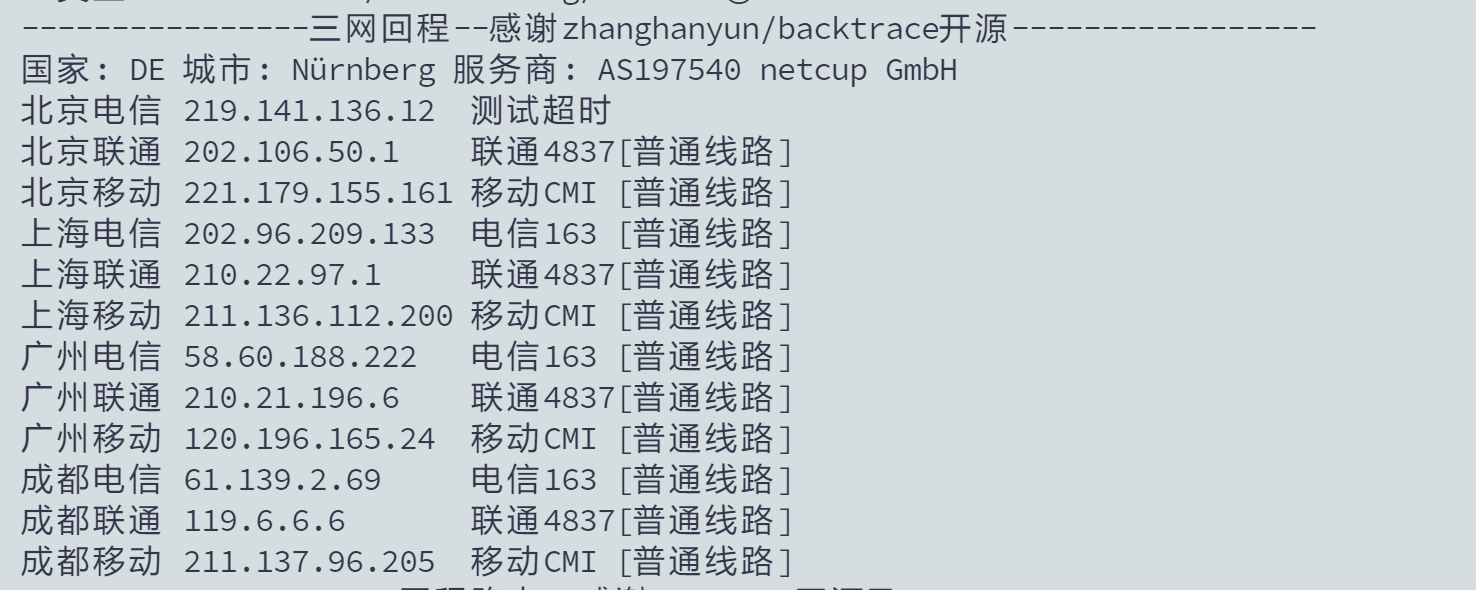 ----------------三网回程--感谢zhanghanyun/backtrace开源-----------------
国家: DE 城市: Nürnberg 服务商: AS197540 netcup GmbH
北京电信 219.141.136.12  测试超时
北京联通 202.106.50.1    联通4837[普通线路]
北京移动 221.179.155.161 移动CMI [普通线路]
上海电信 202.96.209.133  电信163 [普通线路]
上海联通 210.22.97.1     联通4837[普通线路]
上海移动 211.136.112.200 移动CMI [普通线路]
广州电信 58.60.188.222   电信163 [普通线路]
广州联通 210.21.196.6    联通4837[普通线路]
广州移动 120.196.165.24  移动CMI [普通线路]
成都电信 61.139.2.69     电信163 [普通线路]
成都联通 119.6.6.6       联通4837[普通线路]
成都移动 211.137.96.205  移动CMI [普通线路]